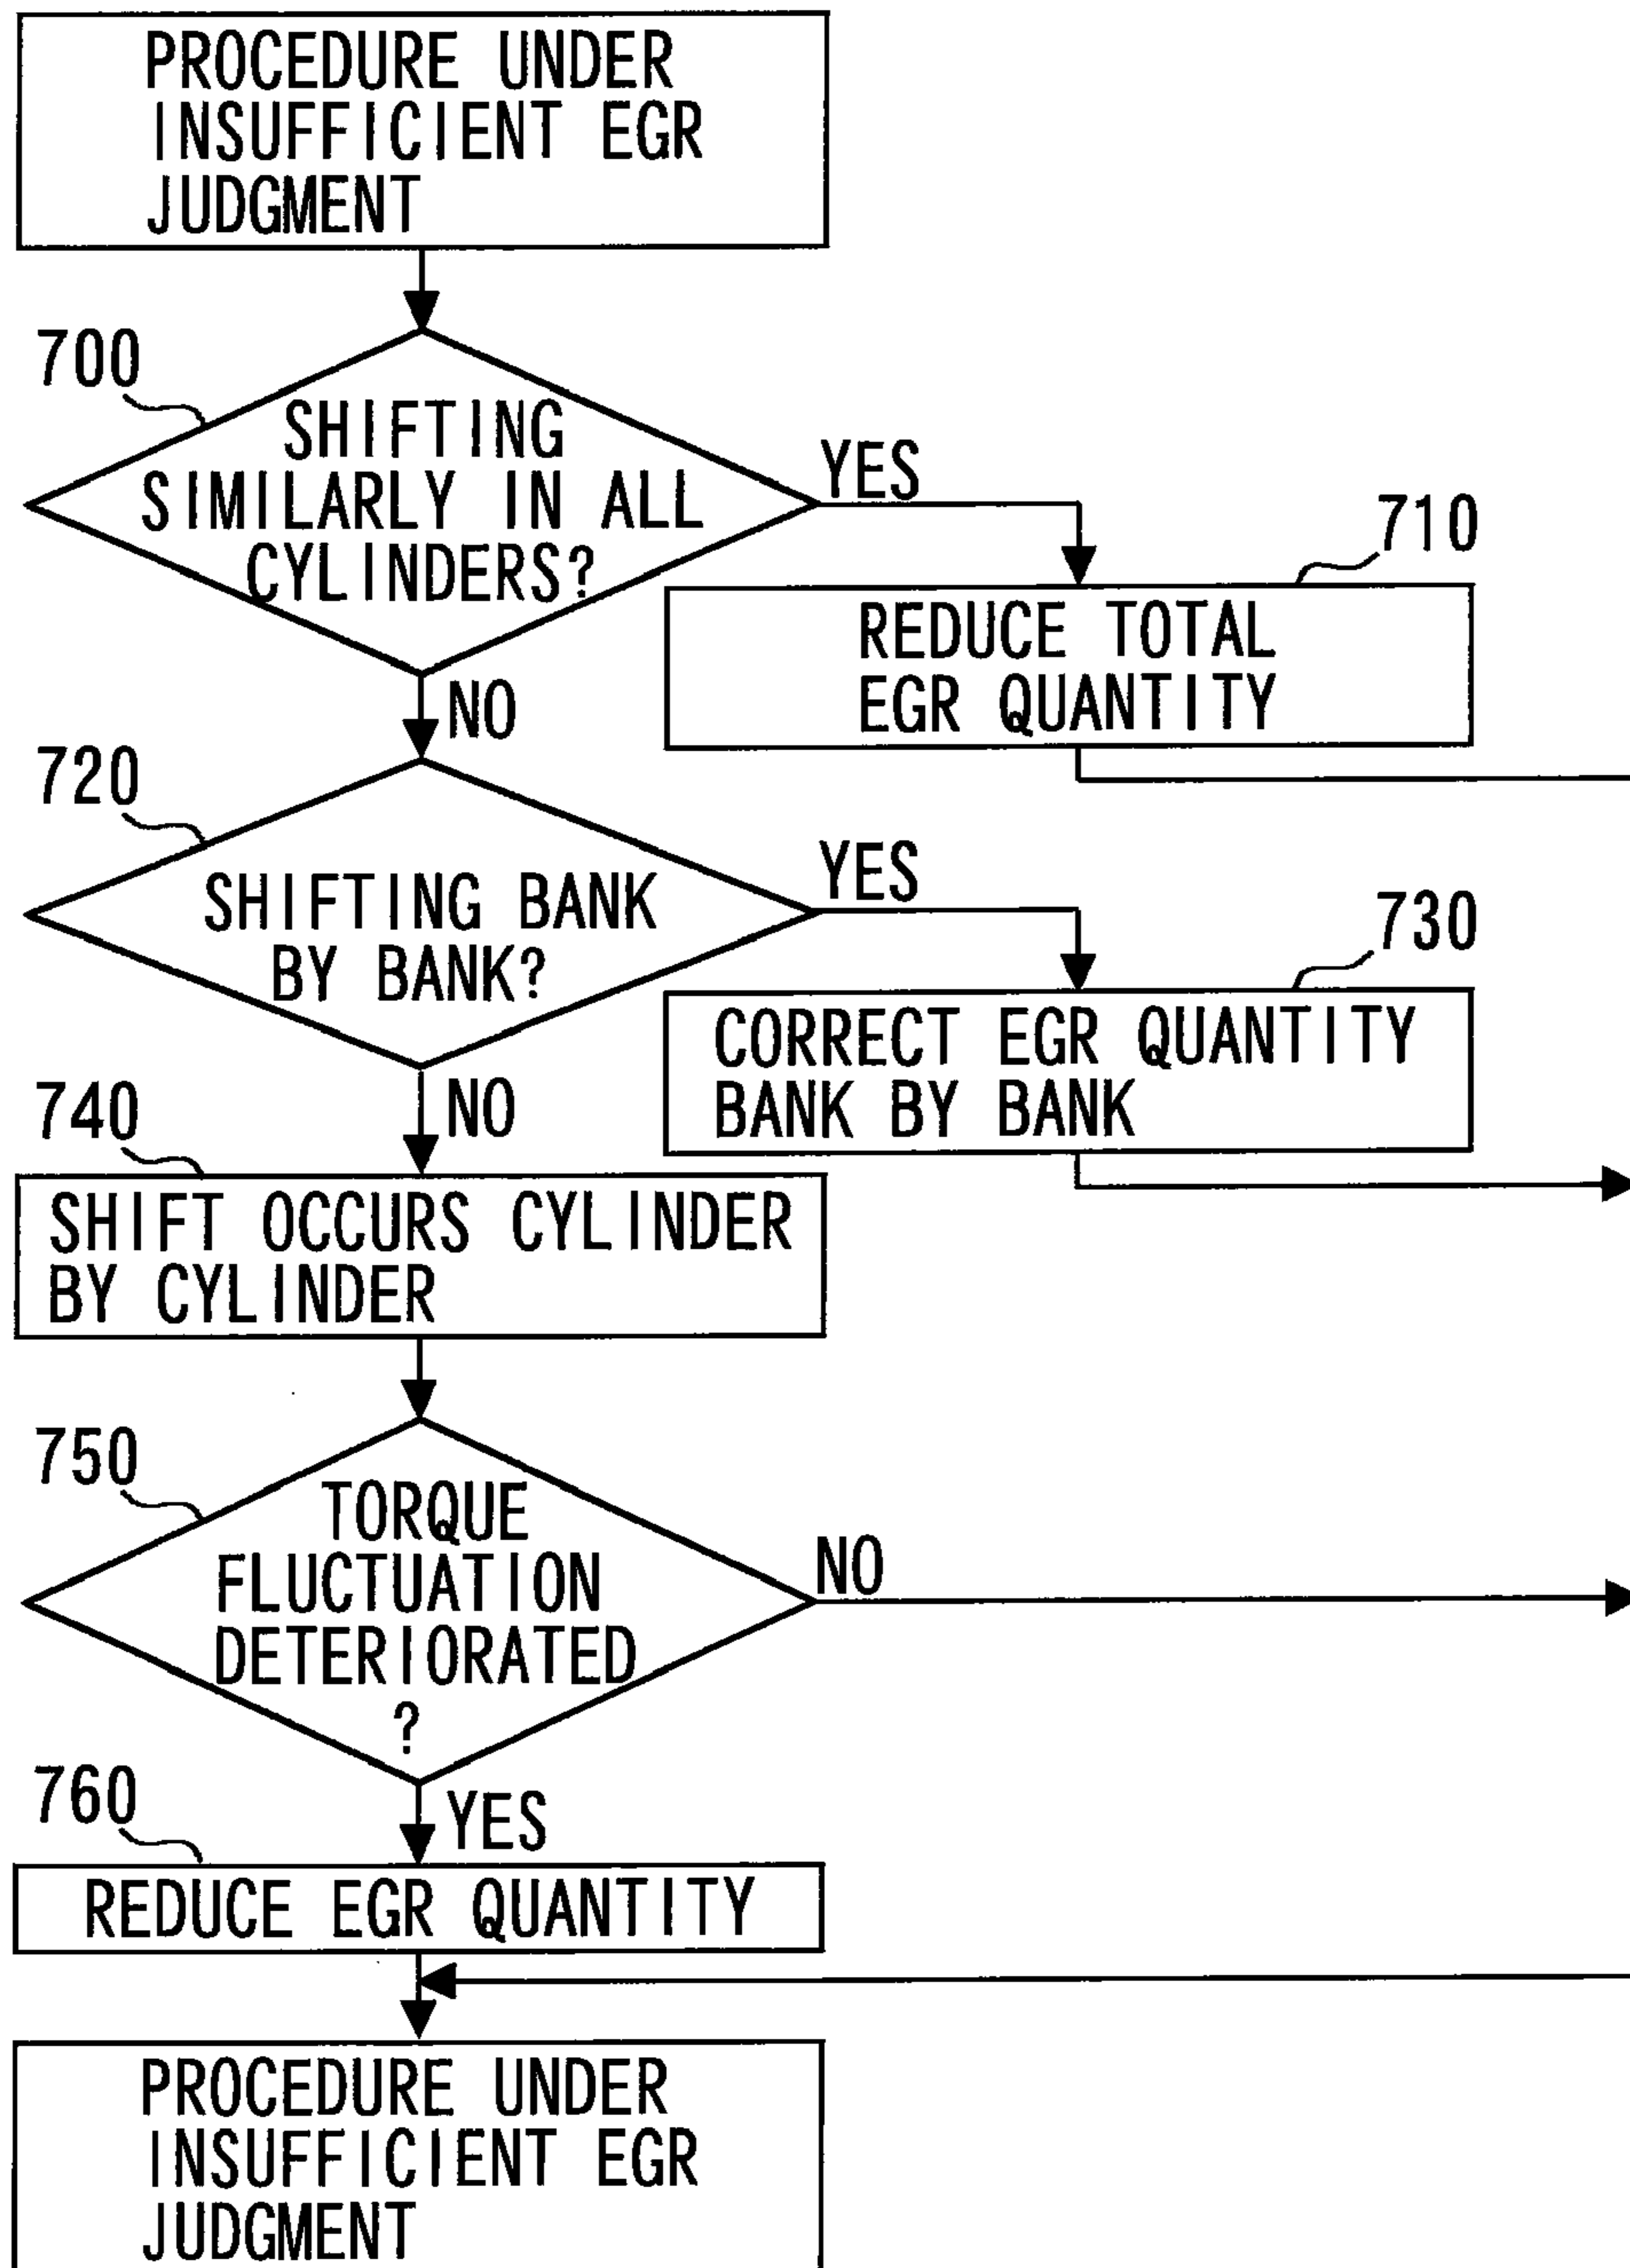 PROCEDURE UNDER
INSUFFICIENT EGR
JUDGMENT
700
SHIFTING
SIMILARLY IN ALL
CYLINDERS?
YES
710
REDUCE TOTAL
EGR QUANTITY
NO
720
SHIFTING BANK
BY BANK?
YES
730
CORRECT EGR QUANTITY
BANK BY BANK
NO
740
SHIFT OCCURS CYLINDER
BY CYLINDER
750
TORQUE
FLUCTUATION
DETERIORATED
?
NO
YES
760
REDUCE EGR QUANTITY
PROCEDURE UNDER
INSUFFICIENT EGR
JUDGMENT